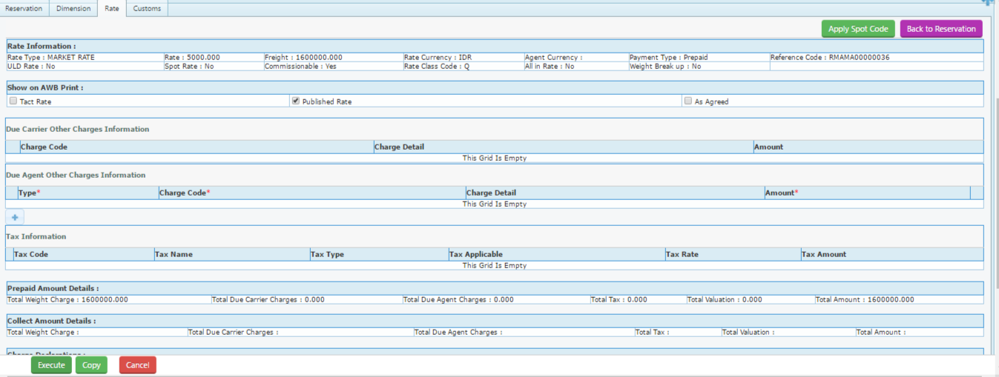 Reservation Dimension Rate Customs
Apply Spot Code Back to Reservation
Rate Information :
Rate Type : MARKET RATE Rate : 5000.000 Freight : 1600000.000 Rate Currency : IDR Agent Currency : Payment Type : Prepaid Reference Code : RMAMA00000036
ULD Rate : No Spot Rate : No Commissionable : Yes Rate Class Code : Q All in Rate : No Weight Break up : No
Show on AWB Print :
Tact Rate Published Rate As Agreed
Due Carrier Other Charges Information
Charge Code Charge Detail Amount
This Grid Is Empty
Due Agent Other Charges Information
Type* Charge Code* Charge Detail Amount*
This Grid Is Empty
+
Tax Information
Tax Code Tax Name Tax Type Tax Applicable Tax Rate Tax Amount
This Grid Is Empty
Prepaid Amount Details :
Total Weight Charge : 1600000.000 Total Due Carrier Charges : 0.000 Total Due Agent Charges : 0.000 Total Tax : 0.000 Total Valuation : 0.000 Total Amount : 1600000.000
Collect Amount Details :
Total Weight Charge : Total Due Carrier Charges : Total Due Agent Charges : Total Tax : Total Valuation : Total Amount :
Charge Declarations :
Execute Copy Cancel